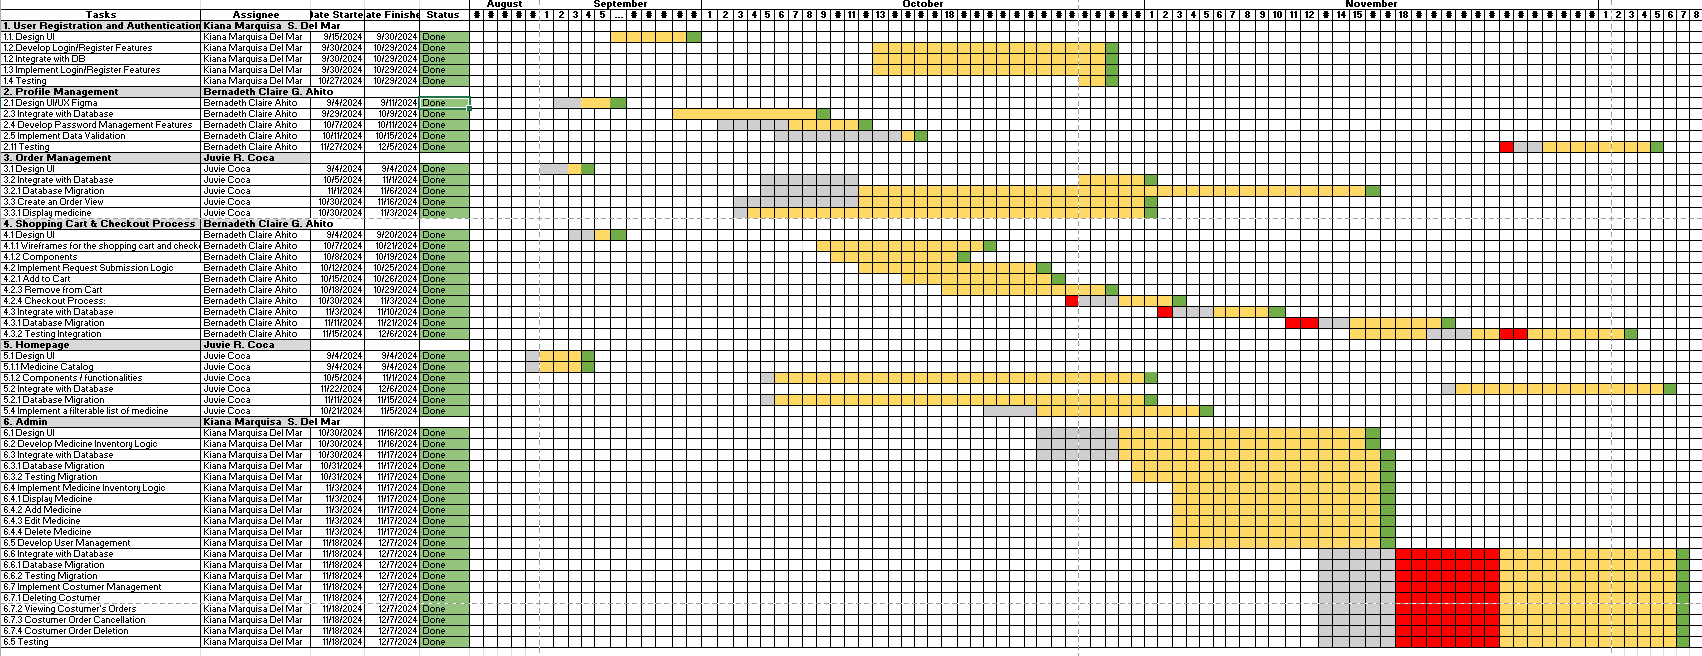 August September October November
Tasks Assignee Date Starte ate Finishe Status # # # # # 1 2 3 4 5 ... # # # # # 1 2 3 4 5 6 # # 9 # 11 # 13 # # # # 18 # # # # # # # # # # # # # 1 2 3 4 5 6 7 8 9 10 11 12 # # 15 # # 18 # # # # # # # # # # # # 1 2 3 4 5 6 7 8
1. User Registration and Authentication Kiana Marquisa S. Del Mar
1.1. Design UI Kiana Marquisa Del Mar 9/15/2024 9/30/2024 Done
1.2.Develop Login/Register Features Kiana Marquisa Del Mar 9/30/2024 10/29/2024 Done
1.2 Integrate with DB Kiana Marquisa Del Mar 9/30/2024 10/29/2024 Done
1.3 Implement Login/Register Features Kiana Marquisa Del Mar 9/30/2024 10/29/2024 Done
1.4 Testing Kiana Marquisa Del Mar 10/27/2024 10/29/2024 Done
2. Profile Management Bernadeth Claire G. Ahito
2.1 Design UI/UX Figma Bernadeth Claire Ahito 9/4/2024 9/11/2024 Done
2.3 Integrate with Database Bernadeth Claire Ahito 9/29/2024 10/9/2024 Done
2.4 Develop Password Management Features Bernadeth Claire Ahito 10/7/2024 10/11/2024 Done
2.5 Implement Data Validation Bernadeth Claire Ahito 10/11/2024 10/15/2024 Done
2.11 Testing Bernadeth Claire Ahito 11/27/2024 12/5/2024 Done
3. Order Management Juvie R. Coca
3.1 Design UI Juvie Coca 9/4/2024 9/4/2024 Done
3.2 Integrate with Database Juvie Coca 10/5/2024 11/1/2024 Done
3.2.1 Database Migration Juvie Coca 11/1/2024 11/6/2024 Done
3.3 Create an Order View Juvie Coca 10/30/2024 11/16/2024 Done
3.3.1 Display medicine Juvie Coca 10/30/2024 11/3/2024 Done
4. Shopping Cart & Checkout Process Bernadeth Claire G. Ahito
4.1 Design UI Bernadeth Claire Ahito 9/4/2024 9/20/2024 Done
4.1.1 Wireframes for the shopping cart and checko Bernadeth Claire Ahito 10/7/2024 10/21/2024 Done
4.1.2 Components Bernadeth Claire Ahito 10/8/2024 10/19/2024 Done
4.2 Implement Request Submission Logic Bernadeth Claire Ahito 10/12/2024 10/25/2024 Done
4.2.1 Add to Cart Bernadeth Claire Ahito 10/15/2024 10/26/2024 Done
4.2.3 Remove from Cart Bernadeth Claire Ahito 10/18/2024 10/29/2024 Done
4.2.4 Checkout Process: Bernadeth Claire Ahito 10/30/2024 11/3/2024 Done
4.3 Integrate with Database Bernadeth Claire Ahito 11/3/2024 11/10/2024 Done
4.3.1 Database Migration Bernadeth Claire Ahito 11/11/2024 11/21/2024 Done
4.3.2 Testing Integration Bernadeth Claire Ahito 11/15/2024 12/6/2024 Done
5. Homepage Juvie R. Coca
5.1 Design UI Juvie Coca 9/4/2024 9/4/2024 Done
5.1.1 Medicine Catalog Juvie Coca 9/4/2024 9/4/2024 Done
5.1.2 Components / functionalities Juvie Coca 10/5/2024 11/1/2024 Done
5.2 Integrate with Database Juvie Coca 11/22/2024 12/6/2024 Done
5.2.1 Database Migration Juvie Coca 11/11/2024 11/15/2024 Done
5.4 Implement a filterable list of medicine Juvie Coca 10/21/2024 11/5/2024 Done
6. Admin Kiana Marquisa S. Del Mar
6.1 Design UI Kiana Marquisa Del Mar 10/30/2024 11/16/2024 Done
6.2 Develop Medicine Inventory Logic Kiana Marquisa Del Mar 10/30/2024 11/16/2024 Done
6.3 Integrate with Database Kiana Marquisa Del Mar 10/30/2024 11/17/2024 Done
6.3.1 Database Migration Kiana Marquisa Del Mar 10/31/2024 11/17/2024 Done
6.3.2 Testing Migration Kiana Marquisa Del Mar 10/31/2024 11/17/2024 Done
6.4 Implement Medicine Inventory Logic Kiana Marquisa Del Mar 11/3/2024 11/17/2024 Done
6.4.1 Display Medicine Kiana Marquisa Del Mar 11/3/2024 11/17/2024 Done
6.4.2 Add Medicine Kiana Marquisa Del Mar 11/3/2024 11/17/2024 Done
6.4.3 Edit Medicine Kiana Marquisa Del Mar 11/3/2024 11/17/2024 Done
6.4.4 Delete Medicine Kiana Marquisa Del Mar 11/3/2024 11/17/2024 Done
6.5 Develop User Management Kiana Marquisa Del Mar 11/18/2024 12/7/2024 Done
6.6 Integrate with Database Kiana Marquisa Del Mar 11/18/2024 12/7/2024 Done
6.6.1 Database Migration Kiana Marquisa Del Mar 11/18/2024 12/7/2024 Done
6.6.2 Testing Migration Kiana Marquisa Del Mar 11/18/2024 12/7/2024 Done
6.7 Implement Costumer Management Kiana Marquisa Del Mar 11/18/2024 12/7/2024 Done
6.7.1 Deleting Costumer Kiana Marquisa Del Mar 11/18/2024 12/7/2024 Done
6.7.2 Viewing Costumer's Orders Kiana Marquisa Del Mar 11/18/2024 12/7/2024 Done
6.7.3 Costumer Order Cancellation Kiana Marquisa Del Mar 11/18/2024 12/7/2024 Done
6.7.4 Costumer Order Deletion Kiana Marquisa Del Mar 11/18/2024 12/7/2024 Done
6.5 Testing Kiana Marquisa Del Mar 11/18/2024 12/7/2024 Done